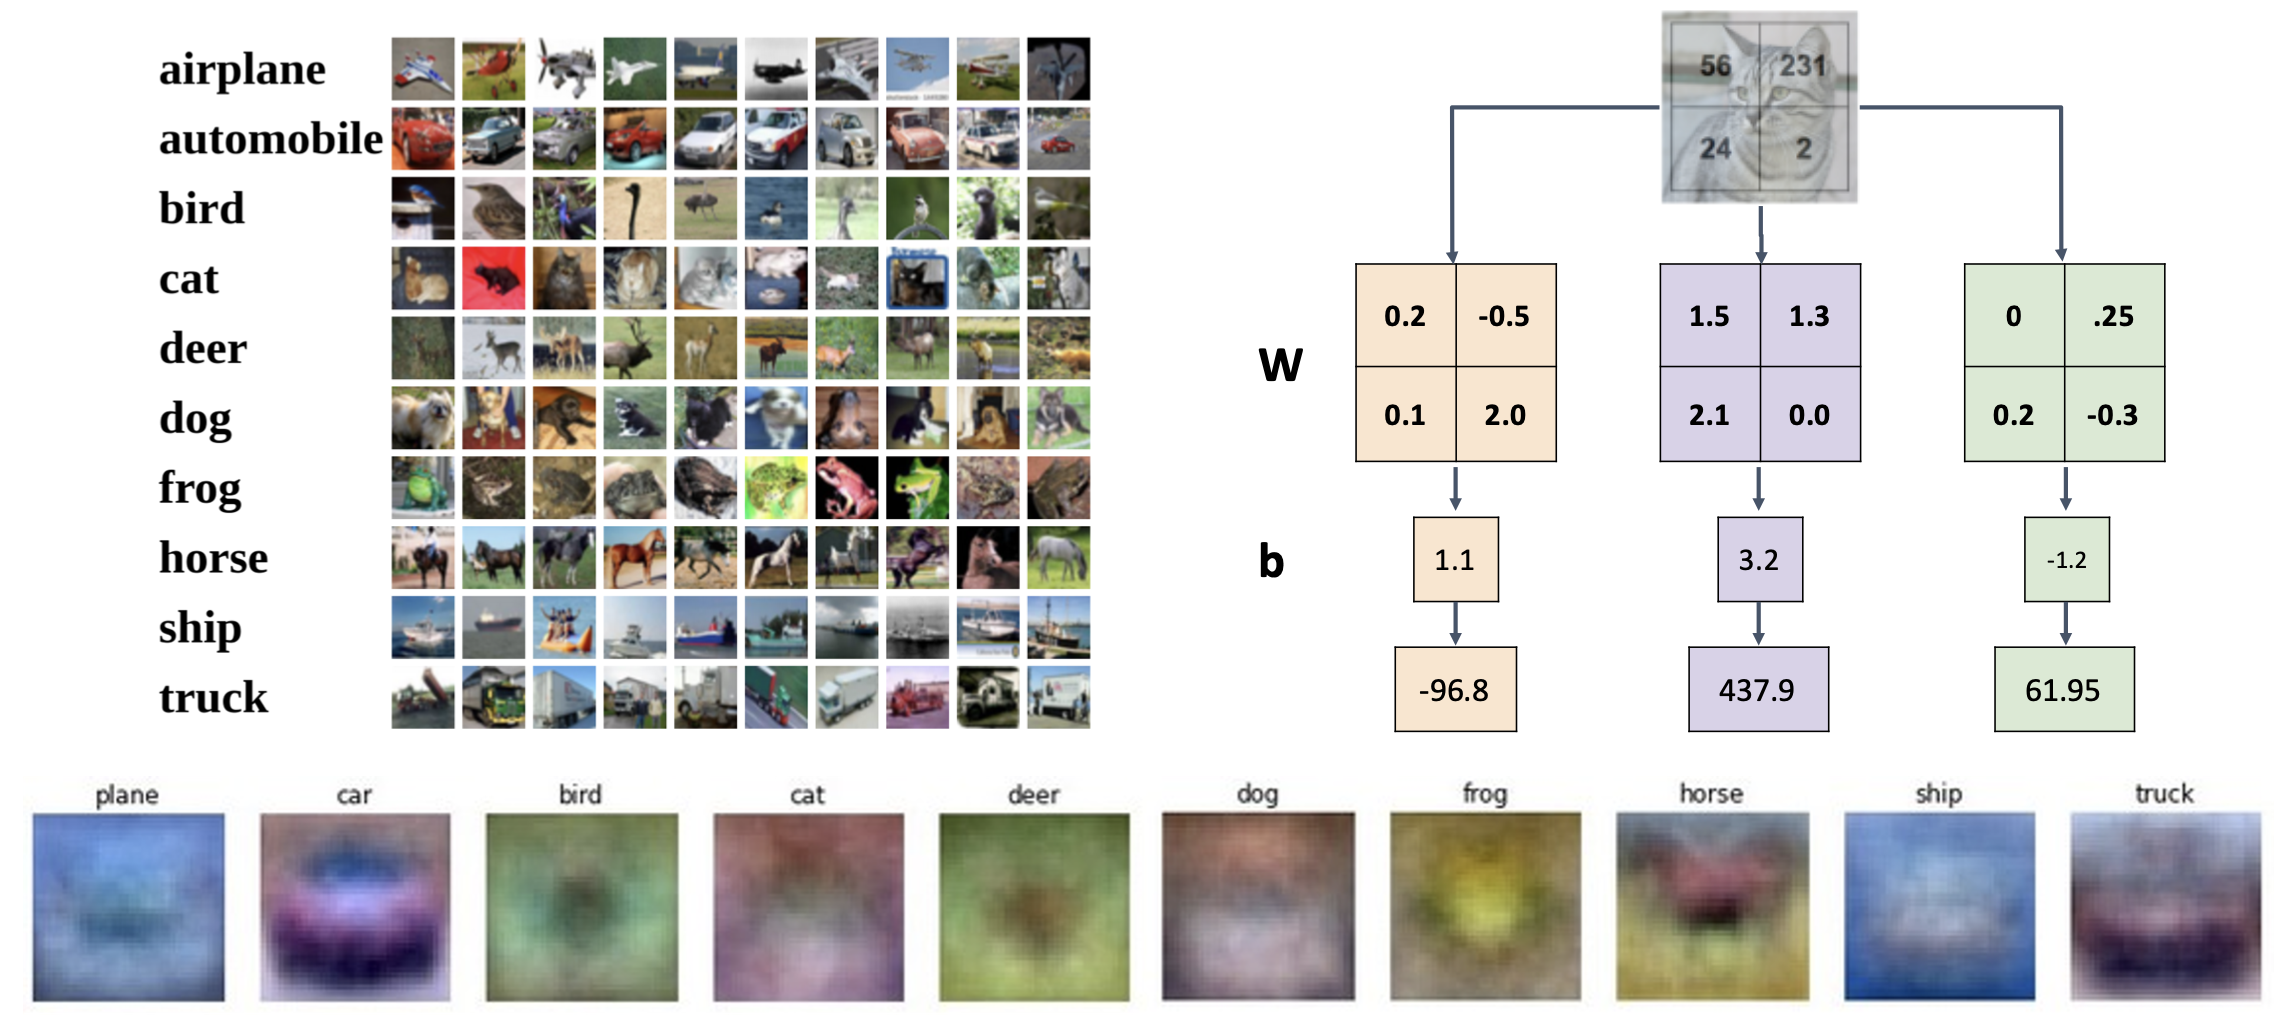 airplane
automobile
bird
cat
deer
dog
frog
horse
ship
truck
56 231
24 2
W
0.2 -0.5
0.1 2.0
1.5 1.3
2.1 0.0
0 .25
0.2 -0.3
b
1.1 3.2 -1.2
-96.8 437.9 61.95
plane car bird cat deer dog frog horse ship truck